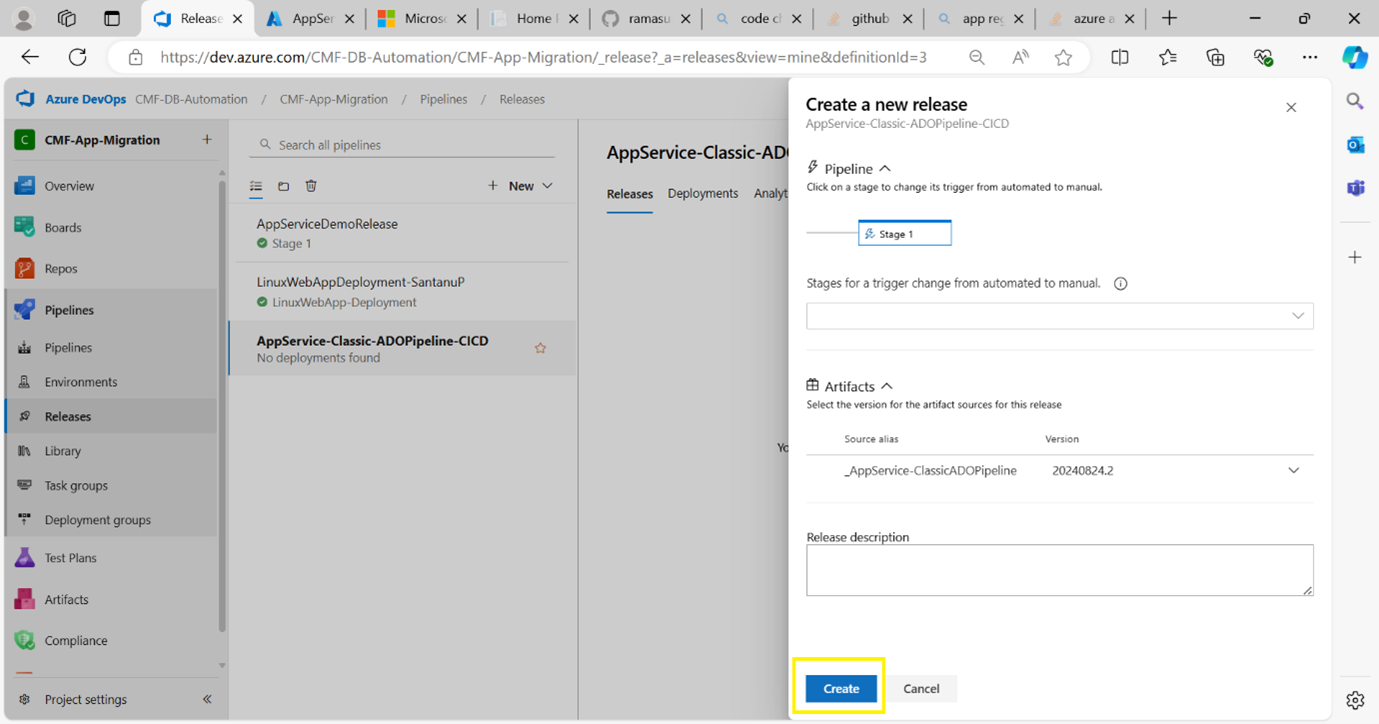 Release
AppSer
Micros
Home
ramasu
code c
github
app reg
azure a
https://dev.azure.com/CMF-DB-Automation/CMF-App-Migration/_release?_a=releases&view=mine&definitionId=3
Azure DevOps CMF-DB-Automation / CMF-App-Migration / Pipelines / Releases
C CMF-App-Migration
Overview
Boards
Repos
Pipelines
Pipelines
Environments
Releases
Library
Task groups
Deployment groups
Test Plans
Artifacts
Compliance
Project settings
Search all pipelines
New
AppServiceDemoRelease
Stage 1
LinuxWebAppDeployment-SantanuP
LinuxWebApp-Deployment
AppService-Classic-ADOPipeline-CICD
No deployments found
AppService-Classic-ADO
Releases Deployments Analyt
Yo
Create a new release
AppService-Classic-ADOPipeline-CICD
Pipeline
Click on a stage to change its trigger from automated to manual.
Stage 1
Stages for a trigger change from automated to manual.
Artifacts
Select the version for the artifact sources for this release
Source alias Version
_AppService-ClassicADOPipeline 20240824.2
Release description
Create Cancel